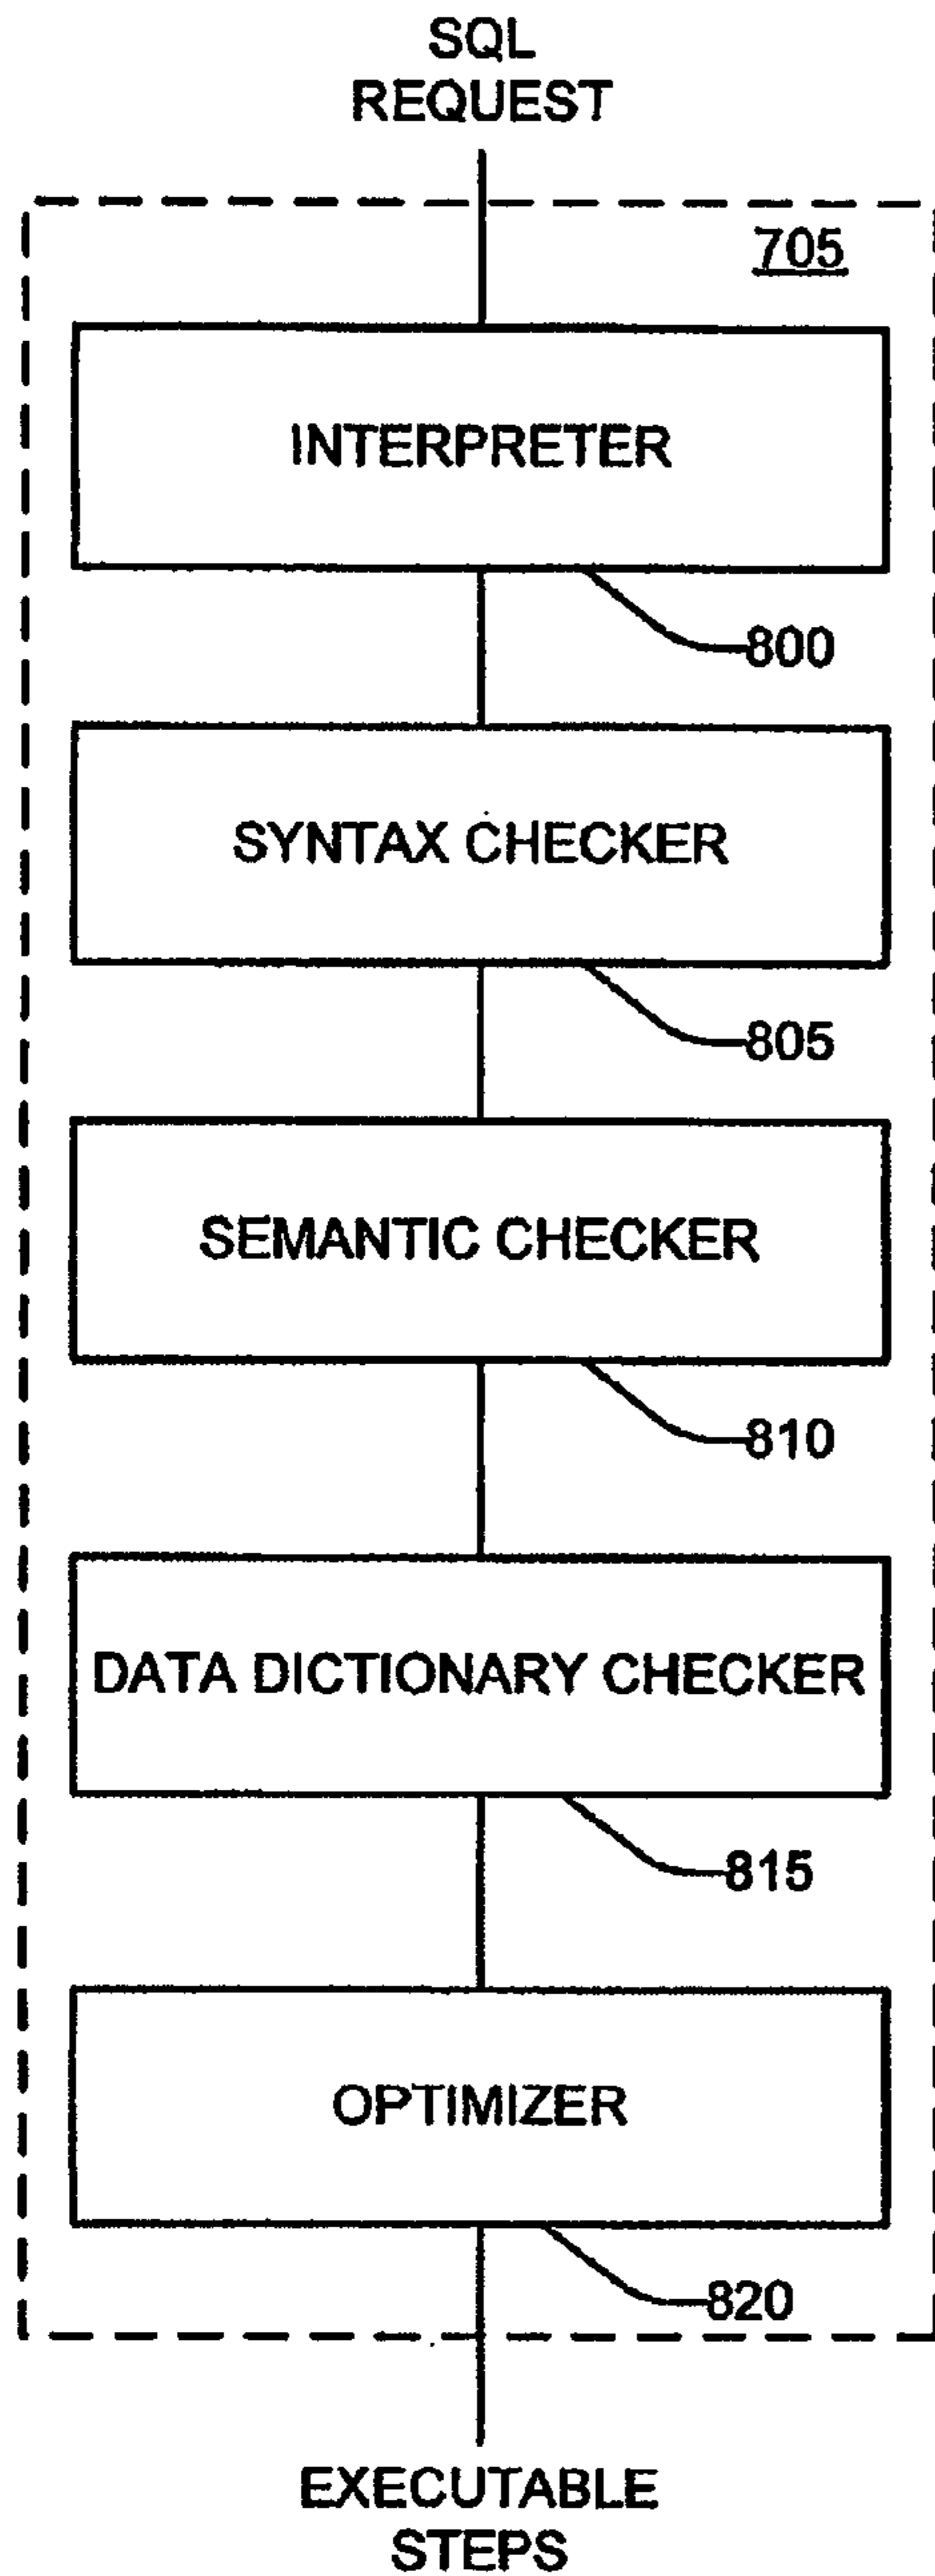 SQL
REQUEST
705
INTERPRETER
800
SYNTAX CHECKER
805
SEMANTIC CHECKER
810
DATA DICTIONARY CHECKER
815
OPTIMIZER
820
EXECUTABLE
STEPS